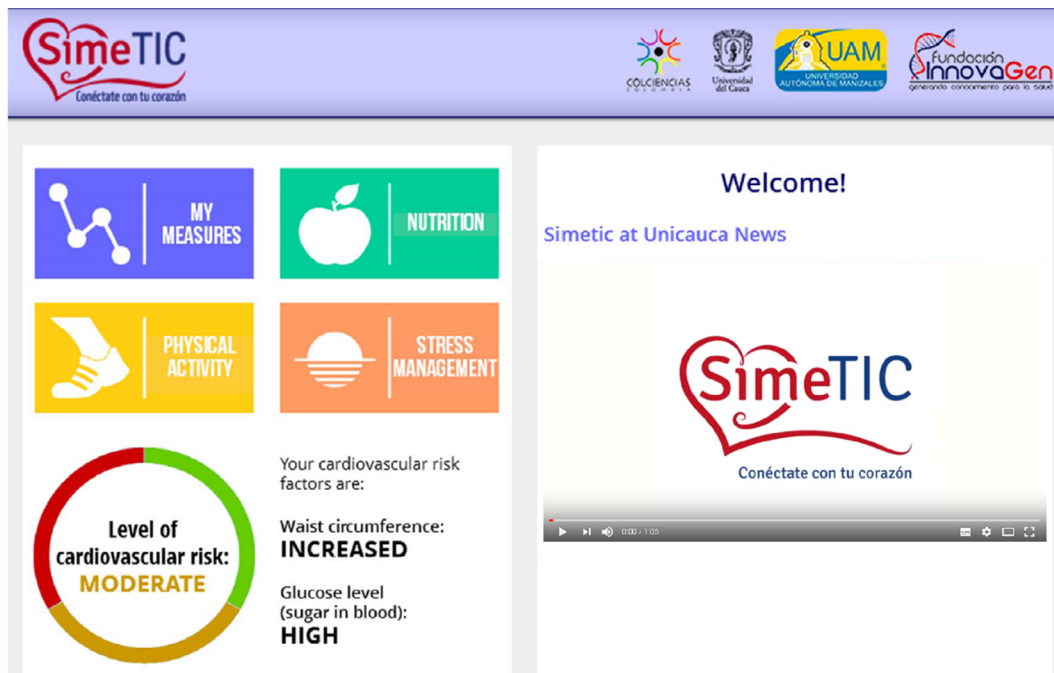 SimeTIC
Conéctate con tu corazón
COLCIENCIAS
COLOMBIA
Universidad
del Cauca
UAM
UNIVERSIDAD
AUTÓNOMA DE MANIZALES
Fundación
InnovaGen
generando conocimiento para la salud
MY
MEASURES
NUTRITION
PHYSICAL
ACTIVITY
STRESS
MANAGEMENT
Level of
cardiovascular risk:
MODERATE
Your cardiovascular risk
factors are:
Waist circumference:
INCREASED
Glucose level
(sugar in blood):
HIGH
Welcome!
Simetic at Unicauca News
SimeTIC
Conéctate con tu corazón
0:00 / 1:05